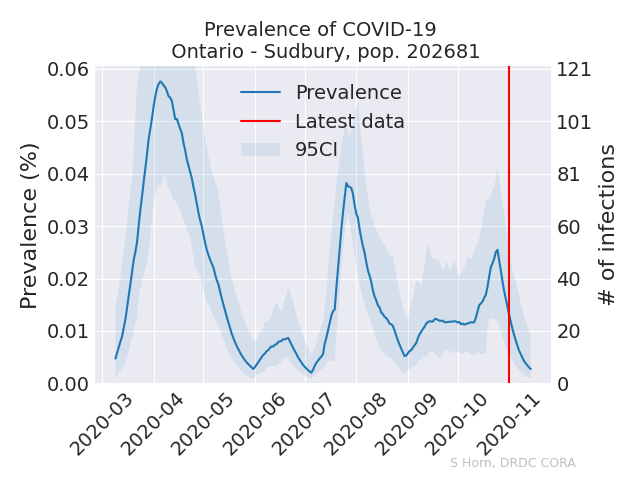 Prevalence of COVID-19
Ontario - Sudbury, pop. 202681
Prevalence (%)
0.06
0.05
0.04
0.03
0.02
0.01
0.00
Prevalence
Latest data
95CI
121
101
81
60
40
20
0
# of infections
2020-03
2020-04
2020-05
2020-06
2020-07
2020-08
2020-09
2020-10
2020-11
S Horn, DRDC CORA